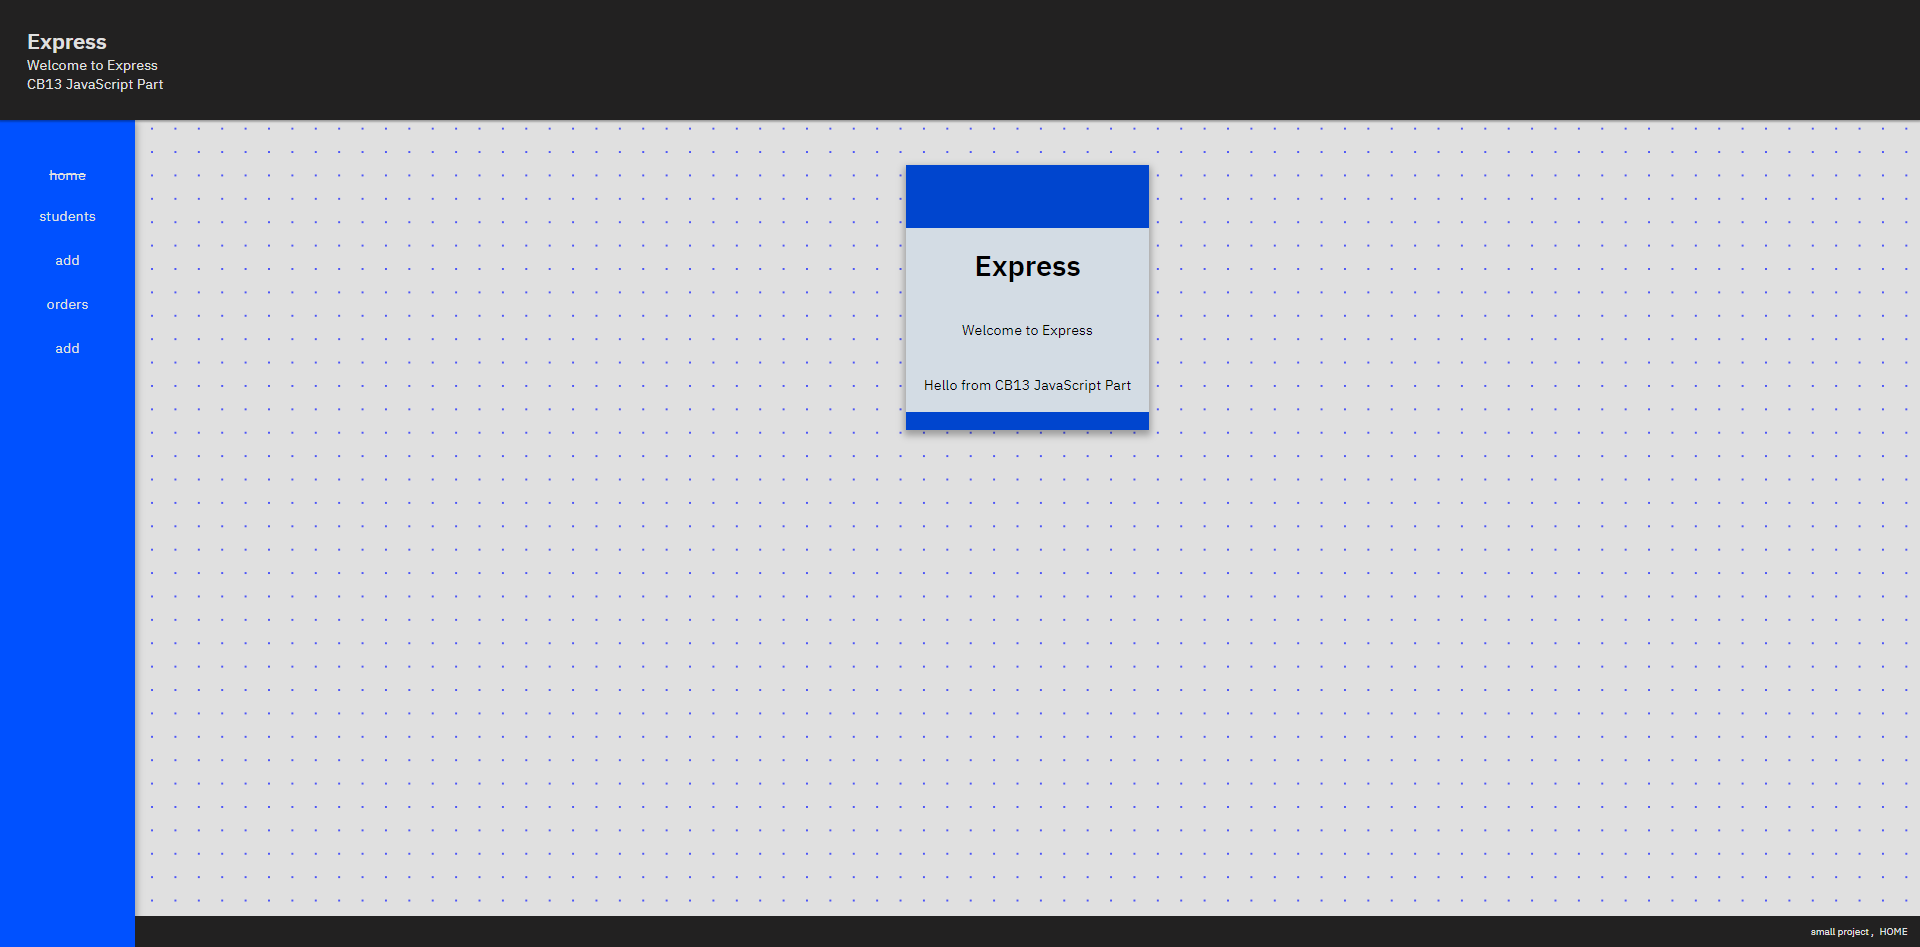 Express
Welcome to Express
CB13 JavaScript Part
home
students
add
orders
add
Express
Welcome to Express
Hello from CB13 JavaScript Part
small project , HOME